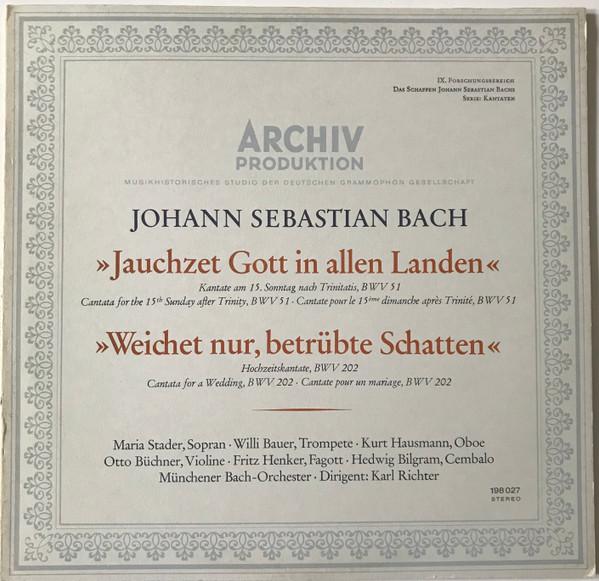 IX. Forschungsbereich
Das Schaffen Johann Sebastian Bachs
Serie: Kantaten
ARCHIV
PRODUKTION
MUSIKHISTORISCHES STUDIO DER DEUTSCHEN GRAMMOPHON GESELLSCHAFT
JOHANN SEBASTIAN BACH
»Jauchzet Gott in allen Landen«
Kantate am 15. Sonntag nach Trinitatis, BWV 51
Cantata for the 15th Sunday after Trinity, BWV 51 · Cantate pour le 15ième dimanche après Trinité, BWV 51
»Weichet nur, betrübte Schatten«
Hochzeitskantate, BWV 202
Cantata for a Wedding, BWV 202 · Cantate pour un mariage, BWV 202
Maria Stader, Sopran · Willi Bauer, Trompete · Kurt Hausmann, Oboe
Otto Büchner, Violine · Fritz Henker, Fagott · Hedwig Bilgram, Cembalo
Münchener Bach-Orchester · Dirigent: Karl Richter
198 027
STEREO